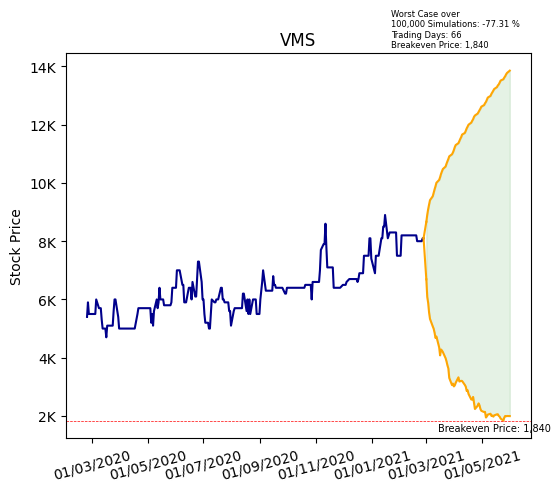 Worst Case over
100,000 Simulations: -77.31 %
Trading Days: 66
Breakeven Price: 1,840
VMS
Stock Price
14K
12K
10K
8K
6K
4K
2K
Breakeven Price: 1,840
01/03/2020 01/05/2020 01/07/2020 01/09/2020 01/11/2020 01/01/2021 01/03/2021 01/05/2021